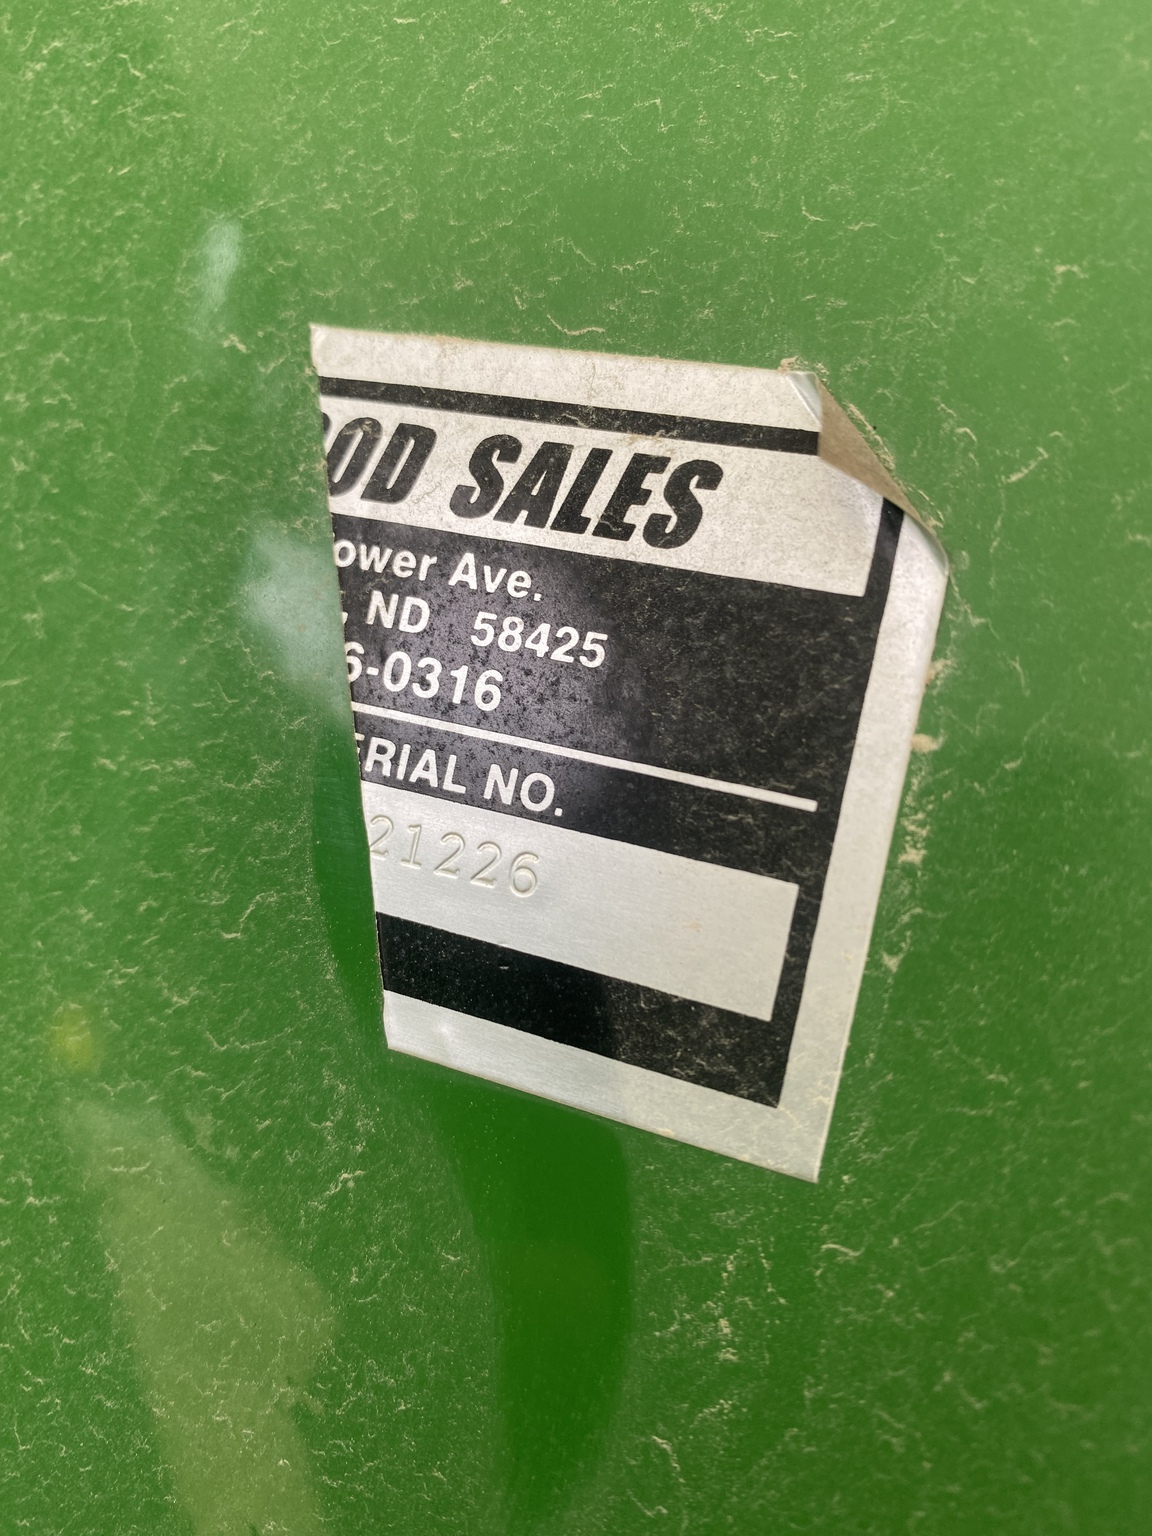 OD SALES
ower Ave.
, ND 58425
6-0316
ERIAL NO.
21226